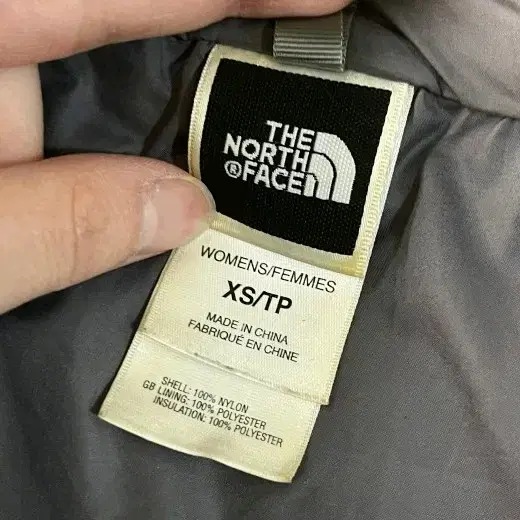 THE
NORTH
®FACE
WOMENS/FEMMES
XS/TP
MADE IN CHINA
FABRIQUÉ EN CHINE
SHELL: 100% NYLON
GB LINING: 100% POLYESTER
INSULATION: 100% POLYESTER